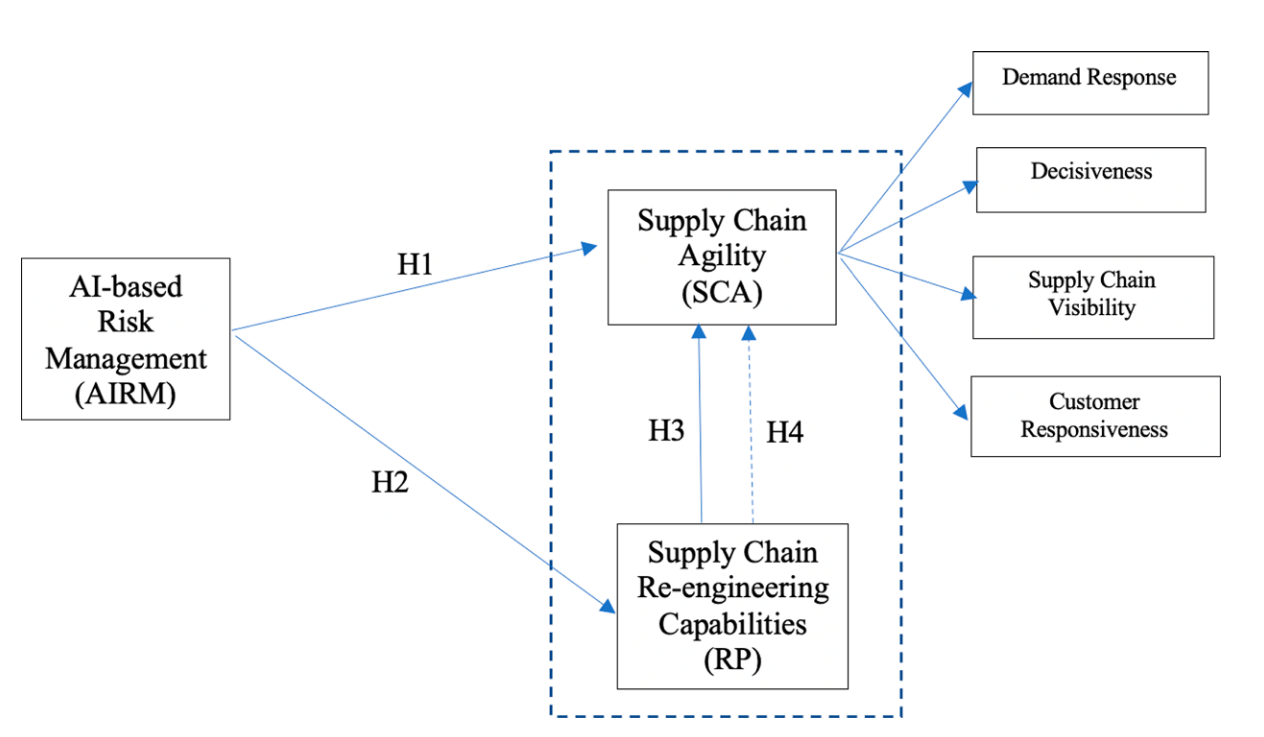 AI-based
Risk
Management
(AIRM)
H1
H2
Supply Chain
Agility
(SCA)
H3
H4
Supply Chain
Re-engineering
Capabilities
(RP)
Demand Response
Decisiveness
Supply Chain
Visibility
Customer
Responsiveness